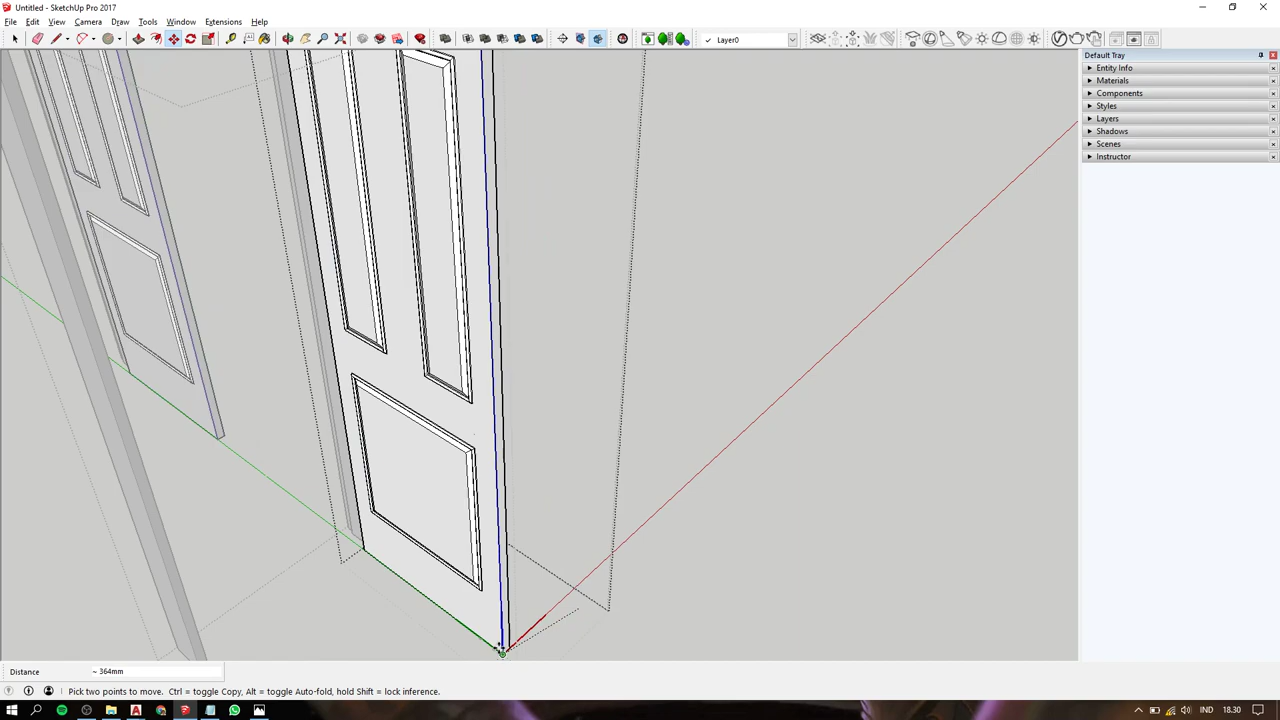 Untitled - SketchUp Pro 2017
File Edit View Camera Draw Tools Window Extensions Help
Layer0
Default Tray
Entity Info
Materials
Components
Styles
Layers
Shadows
Scenes
Instructor
Distance ~ 364mm
Pick two points to move. Ctrl = toggle Copy, Alt = toggle Auto-fold, hold Shift = lock inference.
IND 18.30